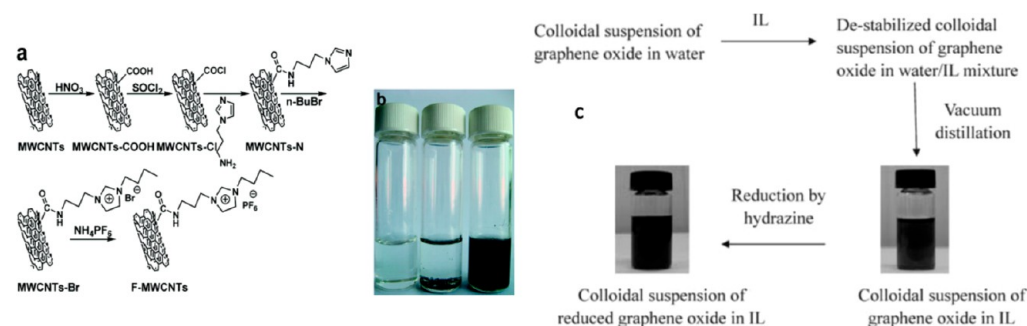 a
COOH
COCl
O
N
H
N
N
HNO3
SOCl2
n-BuBr
MWCNTs
MWCNTs-COOH
MWCNTs-Cl
MWCNTs-N
N
N
NH2
O
N
H
N
⊕
N
Br
⊖
NH4PF6
O
N
H
N
⊕
N
PF6
⊖
MWCNTs-Br
F-MWCNTs
b
c
Colloidal suspension of
graphene oxide in water
IL
De-stabilized colloidal
suspension of graphene
oxide in water/IL mixture
Vacuum
distillation
Reduction by
hydrazine
Colloidal suspension of
reduced graphene oxide in IL
Colloidal suspension of
graphene oxide in IL